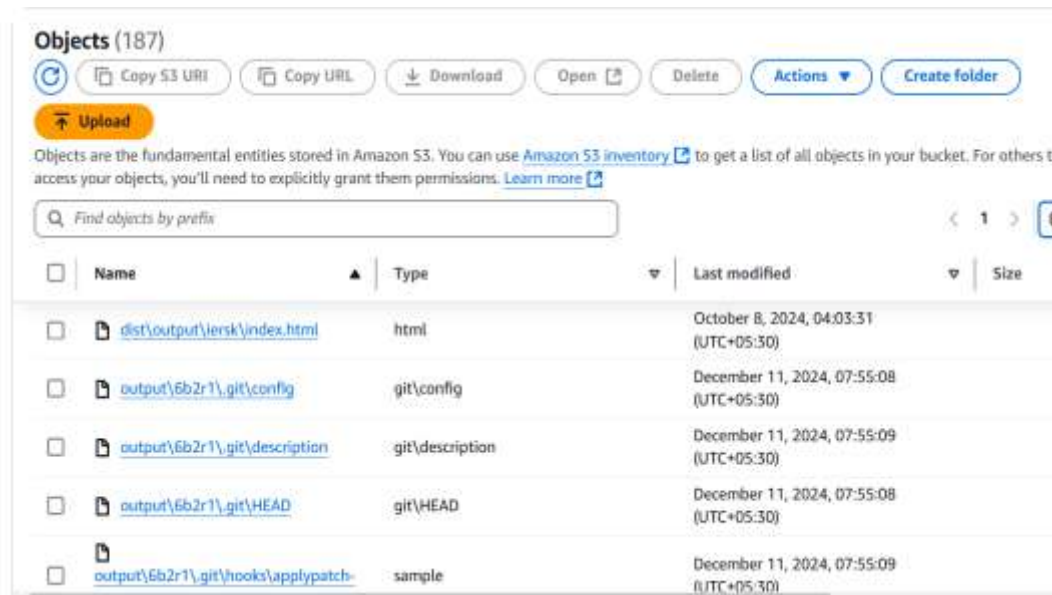 Objects (187)
Copy S3 URI Copy URL Download Open Delete Actions Create folder
Upload
Objects are the fundamental entities stored in Amazon S3. You can use Amazon S3 inventory to get a list of all objects in your bucket. For others t
access your objects, you'll need to explicitly grant them permissions. Learn more
Find objects by prefix 1
Name Type Last modified Size
dist\output\iersk\index.html html October 8, 2024, 04:03:31
(UTC+05:30)
output\6b2r1\.git\config git\config December 11, 2024, 07:55:08
(UTC+05:30)
output\6b2r1\.git\description git\description December 11, 2024, 07:55:09
(UTC+05:30)
output\6b2r1\.git\HEAD git\HEAD December 11, 2024, 07:55:08
(UTC+05:30)
output\6b2r1\.git\hooks\applypatch- sample December 11, 2024, 07:55:09
(UTC+05:30)